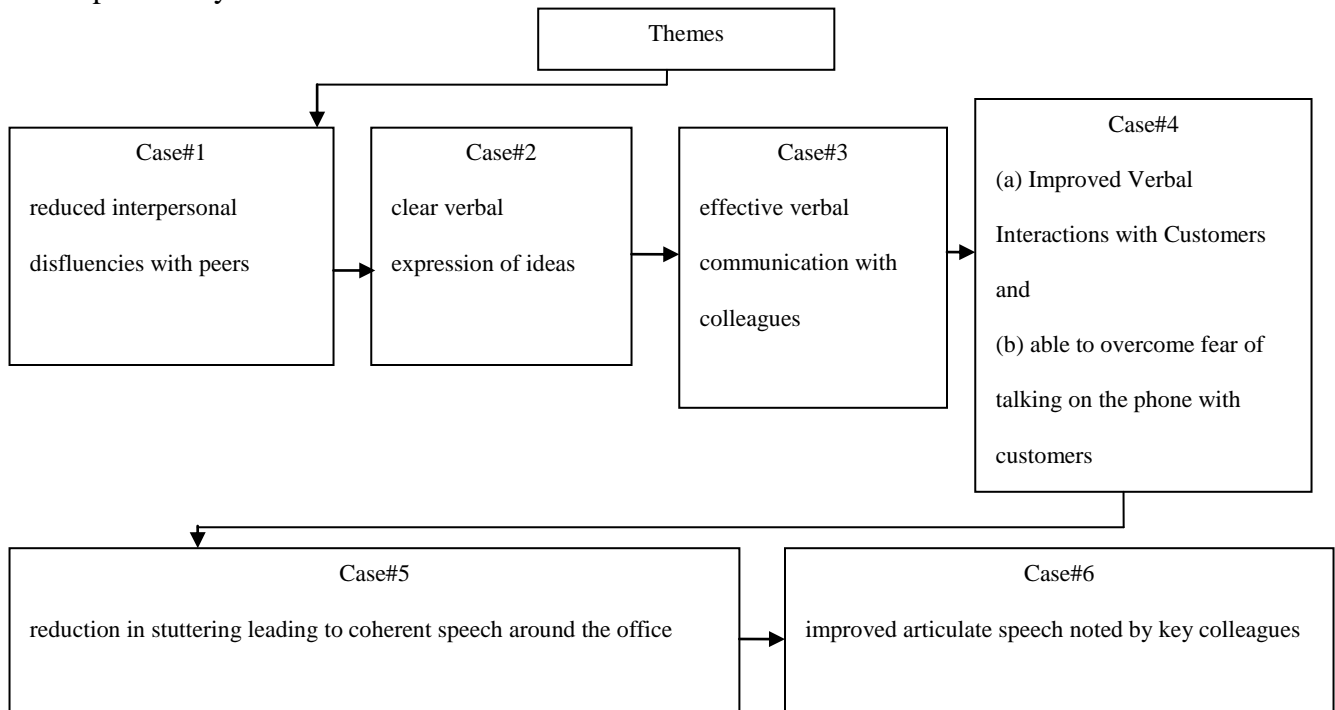 Themes
Case#1
reduced interpersonal
disfluencies with peers
Case#2
clear verbal
expression of ideas
Case#3
effective verbal
communication with
colleagues
Case#4
(a) Improved Verbal
Interactions with Customers
and
(b) able to overcome fear of
talking on the phone with
customers
Case#5
reduction in stuttering leading to coherent speech around the office
Case#6
improved articulate speech noted by key colleagues